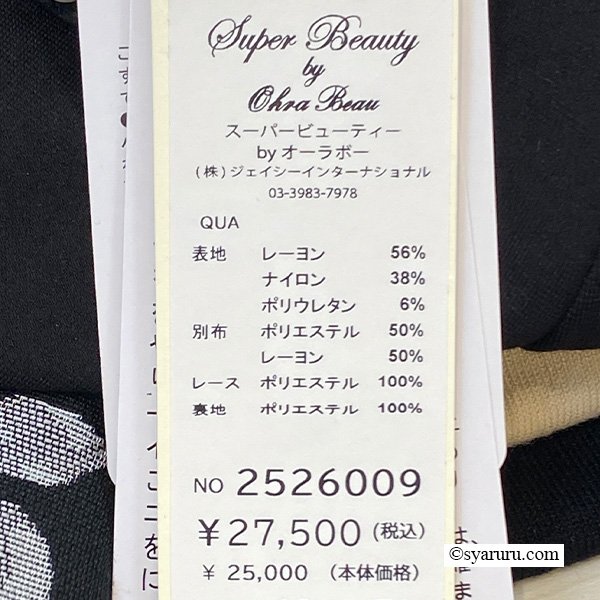 Super Beauty
by
Ohra Beau
スーパービューティー
by オーラボー
(株)ジェイシーインターナショナル
03-3983-7978
QUA
表地 レーヨン 56%
ナイロン 38%
ポリウレタン 6%
別布 ポリエステル 50%
レーヨン 50%
レース ポリエステル 100%
裏地 ポリエステル 100%
NO 2526009
¥27,500 (税込)
¥ 25,000 (本体価格)
©syaruru.com